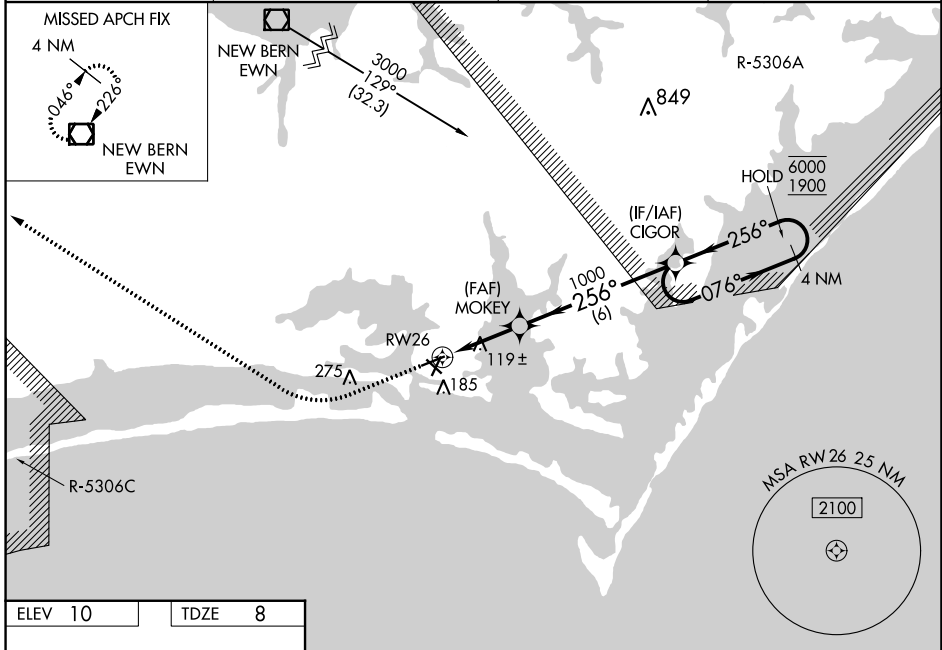 MISSED APCH FIX
4 NM
046°
226°
NEW BERN
EWN
NEW BERN
EWN
3000
129°
(32.3)
R-5306A
849
HOLD
6000
1900
(IF/IAF)
CIGOR
256°
076°
4 NM
1000
256°
(6)
(FAF)
MOKEY
RW26
119±
275
185
R-5306C
MSA RW26 25 NM
2100
ELEV 10
TDZE 8